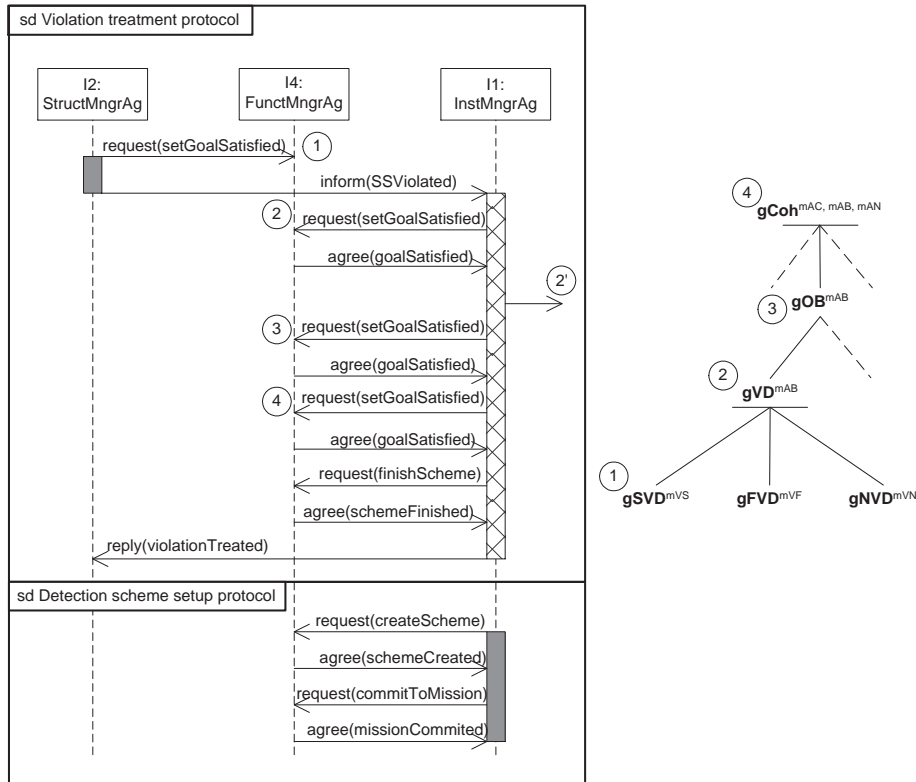 sd Violation treatment protocol
I2:
StructMngrAg
I4:
FunctMngrAg
I1:
InstMngrAg
request(setGoalSatisfied)
1
inform(SSViolated)
2
request(setGoalSatisfied)
agree(goalSatisfied)
2'
3
request(setGoalSatisfied)
agree(goalSatisfied)
4
request(setGoalSatisfied)
agree(goalSatisfied)
request(finishScheme)
agree(schemeFinished)
reply(violationTreated)
sd Detection scheme setup protocol
request(createScheme)
agree(schemeCreated)
request(commitToMission)
agree(missionCommited)
4
gCoh mAC, mAB, mAN
3
gOB mAB
2
gVD mAB
1
gSVD mVS
gFVD mVF
gNVD mVN